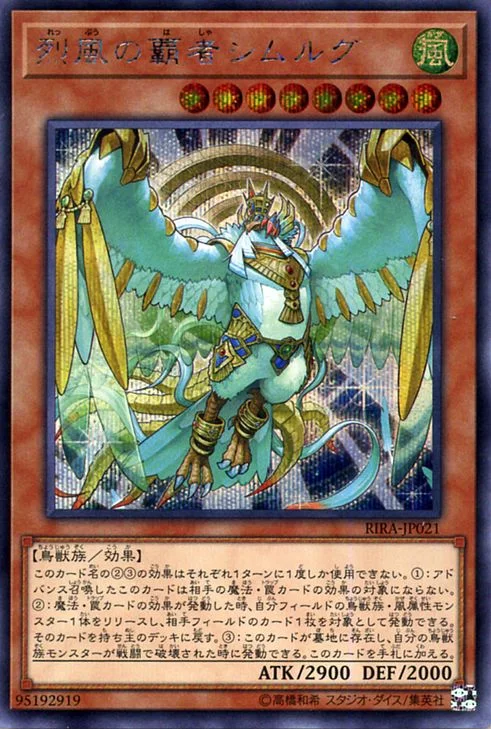 烈風の覇者シムルグ
風
RIRA-JP021
【鳥獣族/効果】
このカード名の②③の効果はそれぞれ1ターンに1度しか使用できない。①:アド
バンス召喚したこのカードは相手の魔法・罠カードの効果の対象にならない。
②:魔法・罠カードの効果が発動した時、自分フィールドの鳥獣族・風属性モン
スター1体をリリースし、相手フィールドのカード1枚を対象として発動できる。
そのカードを持ち主のデッキに戻す。③:このカードが墓地に存在し、自分の鳥獣
族モンスターが戦闘で破壊された時に発動できる。このカードを手札に加える。
ATK/2900 DEF/2000
95192919
©高橋和希 スタジオ・ダイス/集英社